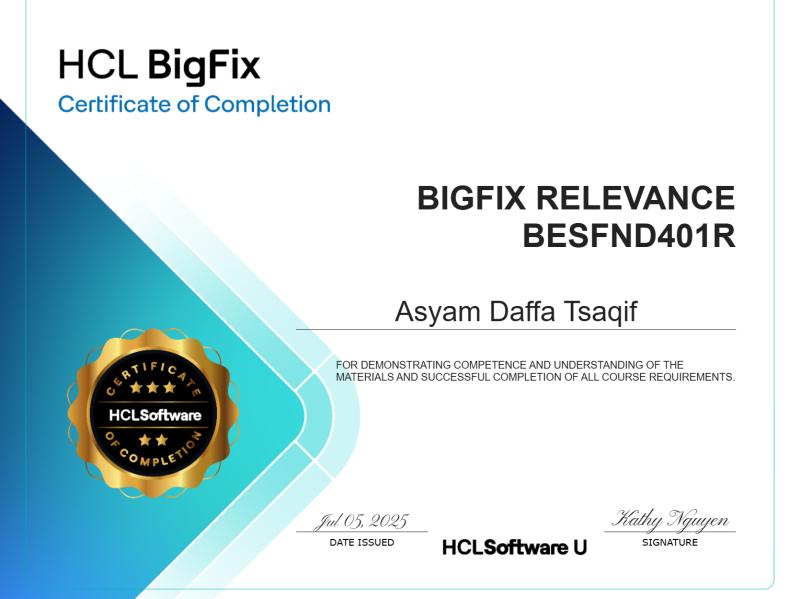 HCL BigFix
Certificate of Completion
BIGFIX RELEVANCE
BESFND401R
Asyam Daffa Tsaqif
FOR DEMONSTRATING COMPETENCE AND UNDERSTANDING OF THE
MATERIALS AND SUCCESSFUL COMPLETION OF ALL COURSE REQUIREMENTS.
CERTIFICATE
HCLSoftware
OF COMPLETION
Jul 05, 2025
DATE ISSUED
HCLSoftware U
Kathy Nguyen
SIGNATURE